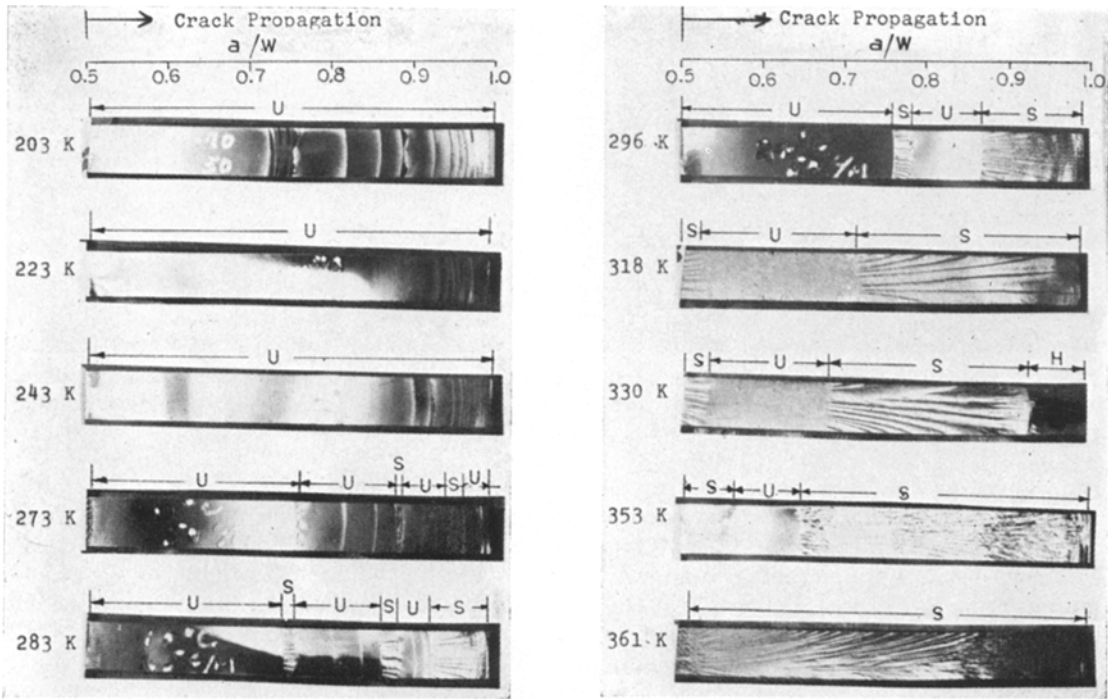 Crack Propagation
a/W
0.5 0.6 0.7 0.8 0.9 1.0
U
203 K
U
223 K
U
243 K
S
U U U S U
273 K
S
U U S U S
283 K
Crack Propagation
a/W
0.5 0.6 0.7 0.8 0.9 1.0
U S U S
296 K
S U S
318 K
S U S H
330 K
S U S
353 K
S
361 K